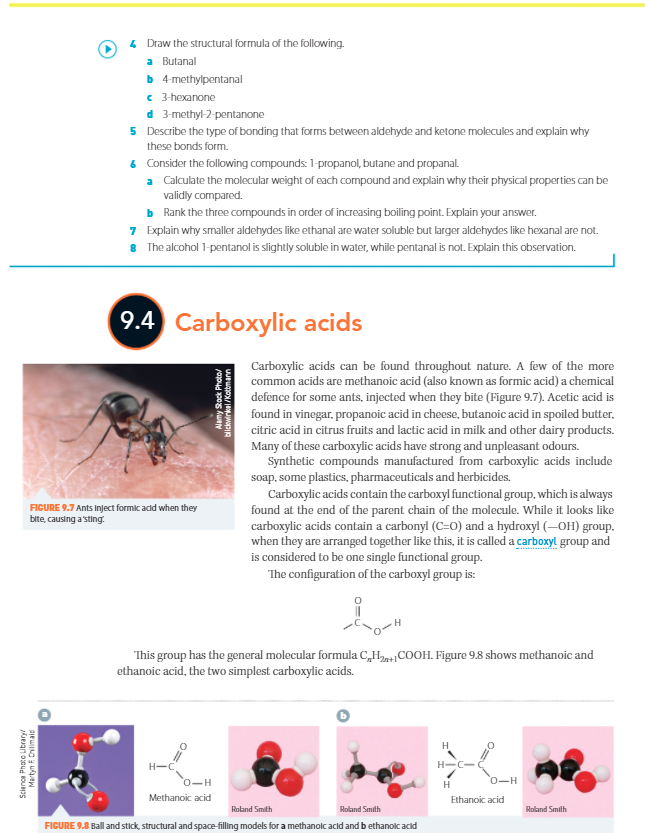 4 Draw the structural formula of the following.
a Butanal
b 4-methylpentanal
c 3-hexanone
d 3-methyl-2-pentanone
5 Describe the type of bonding that forms between aldehyde and ketone molecules and explain why
these bonds form.
6 Consider the following compounds: 1-propanol, butane and propanal.
a Calculate the molecular weight of each compound and explain why their physical properties can be
validly compared.
b Rank the three compounds in order of increasing boiling point. Explain your answer.
7 Explain why smaller aldehydes like ethanal are water soluble but larger aldehydes like hexanal are not.
8 The alcohol 1-pentanol is slightly soluble in water, while pentanal is not. Explain this observation.
9.4 Carboxylic acids
Alamy Stock Photo/
blickwinkel/Kottmann
FIGURE 9.7 Ants inject formic acid when they
bite, causing a 'sting'.
Carboxylic acids can be found throughout nature. A few of the more
common acids are methanoic acid (also known as formic acid) a chemical
defence for some ants, injected when they bite (Figure 9.7). Acetic acid is
found in vinegar, propanoic acid in cheese, butanoic acid in spoiled butter,
citric acid in citrus fruits and lactic acid in milk and other dairy products.
Many of these carboxylic acids have strong and unpleasant odours.
Synthetic compounds manufactured from carboxylic acids include
soap, some plastics, pharmaceuticals and herbicides.
Carboxylic acids contain the carboxyl functional group, which is always
found at the end of the parent chain of the molecule. While it looks like
carboxylic acids contain a carbonyl (C=O) and a hydroxyl (—OH) group,
when they are arranged together like this, it is called a carboxyl group and
is considered to be one single functional group.
The configuration of the carboxyl group is:
O
C
O
H
This group has the general molecular formula CₙH₂ₙ₊₁COOH. Figure 9.8 shows methanoic and
ethanoic acid, the two simplest carboxylic acids.
a
Science Photo Library/
Martyn F. Chillmaid
O
H—C
O—H
Methanoic acid
Roland Smith
b
Roland Smith
H
O
H—C—C
H
O—H
Ethanoic acid
Roland Smith
FIGURE 9.8 Ball and stick, structural and space-filling models for a methanoic acid and b ethanoic acid